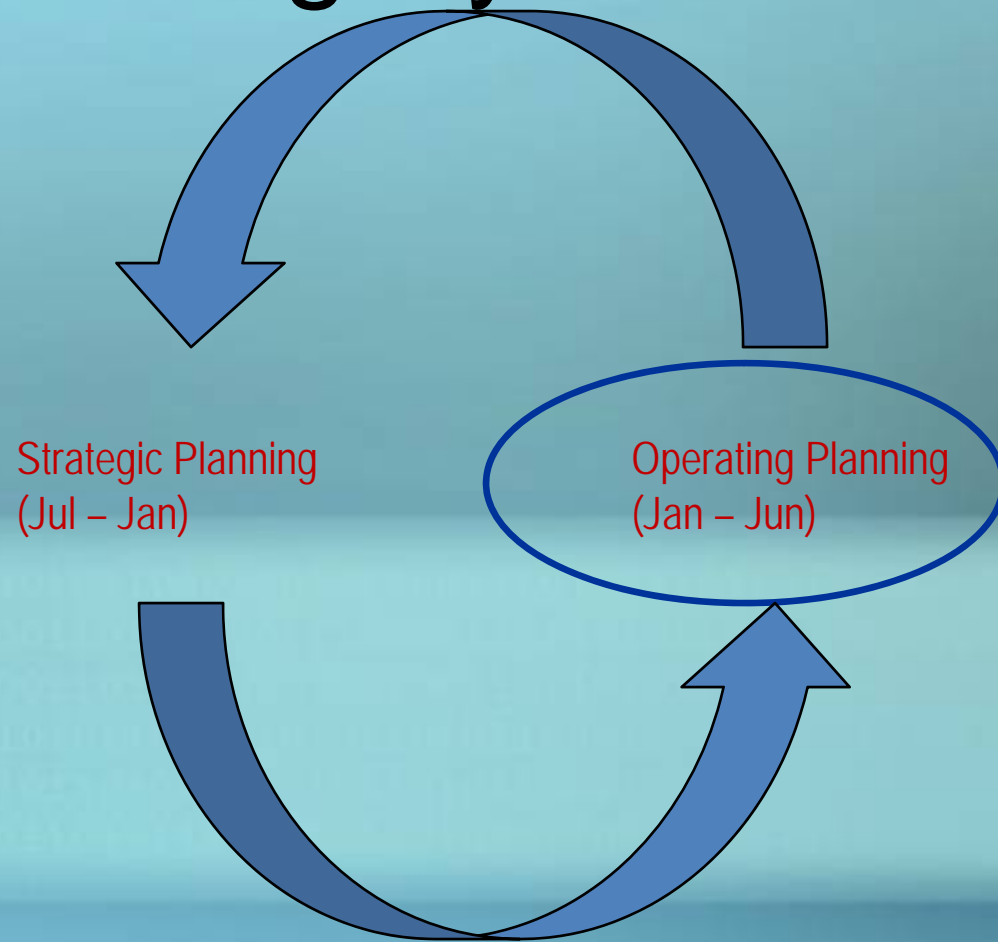 Strategic Planning
(Jul – Jan)
Operating Planning
(Jan – Jun)